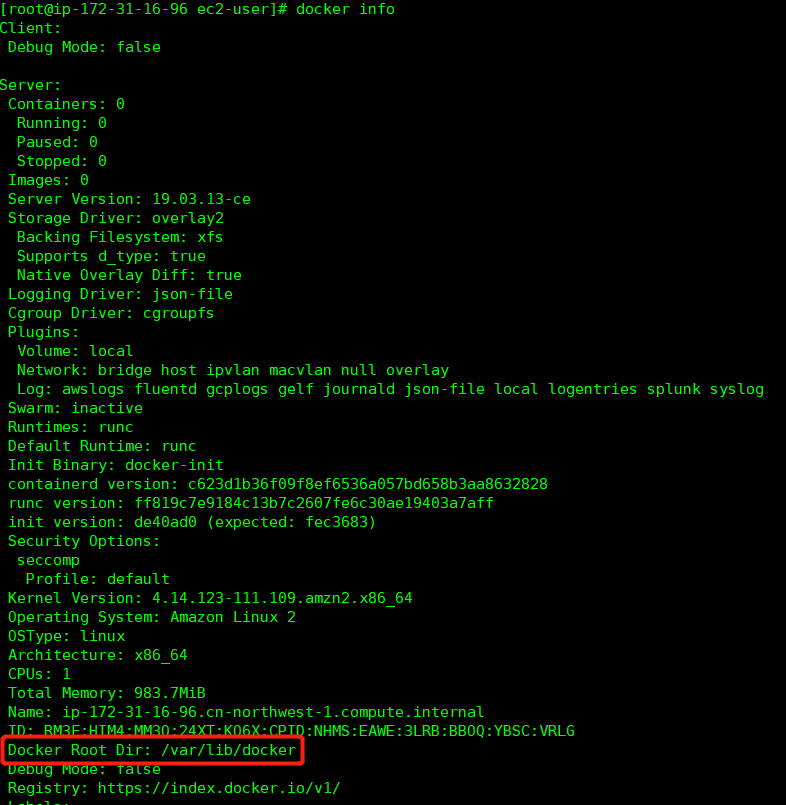 [root@ip-172-31-16-96 ec2-user]# docker info
Client:
 Debug Mode: false

Server:
 Containers: 0
  Running: 0
  Paused: 0
  Stopped: 0
 Images: 0
 Server Version: 19.03.13-ce
 Storage Driver: overlay2
  Backing Filesystem: xfs
  Supports d_type: true
  Native Overlay Diff: true
 Logging Driver: json-file
 Cgroup Driver: cgroupfs
 Plugins:
  Volume: local
  Network: bridge host ipvlan macvlan null overlay
  Log: awslogs fluentd gcplogs gelf journald json-file local logentries splunk syslog
 Swarm: inactive
 Runtimes: runc
 Default Runtime: runc
 Init Binary: docker-init
 containerd version: c623d1b36f09f8ef6536a057bd658b3aa8632828
 runc version: ff819c7e9184c13b7c2607fe6c30ae19403a7aff
 init version: de40ad0 (expected: fec3683)
 Security Options:
  seccomp
   Profile: default
 Kernel Version: 4.14.123-111.109.amzn2.x86_64
 Operating System: Amazon Linux 2
 OSType: linux
 Architecture: x86_64
 CPUs: 1
 Total Memory: 983.7MiB
 Name: ip-172-31-16-96.cn-northwest-1.compute.internal
 ID: :NHMS:EAWE:3LRB:BBOQ:YBSC:VRLG
 Docker Root Dir: /var/lib/docker
 Debug Mode: false
 Registry: https://index.docker.io/v1/
 Labels: